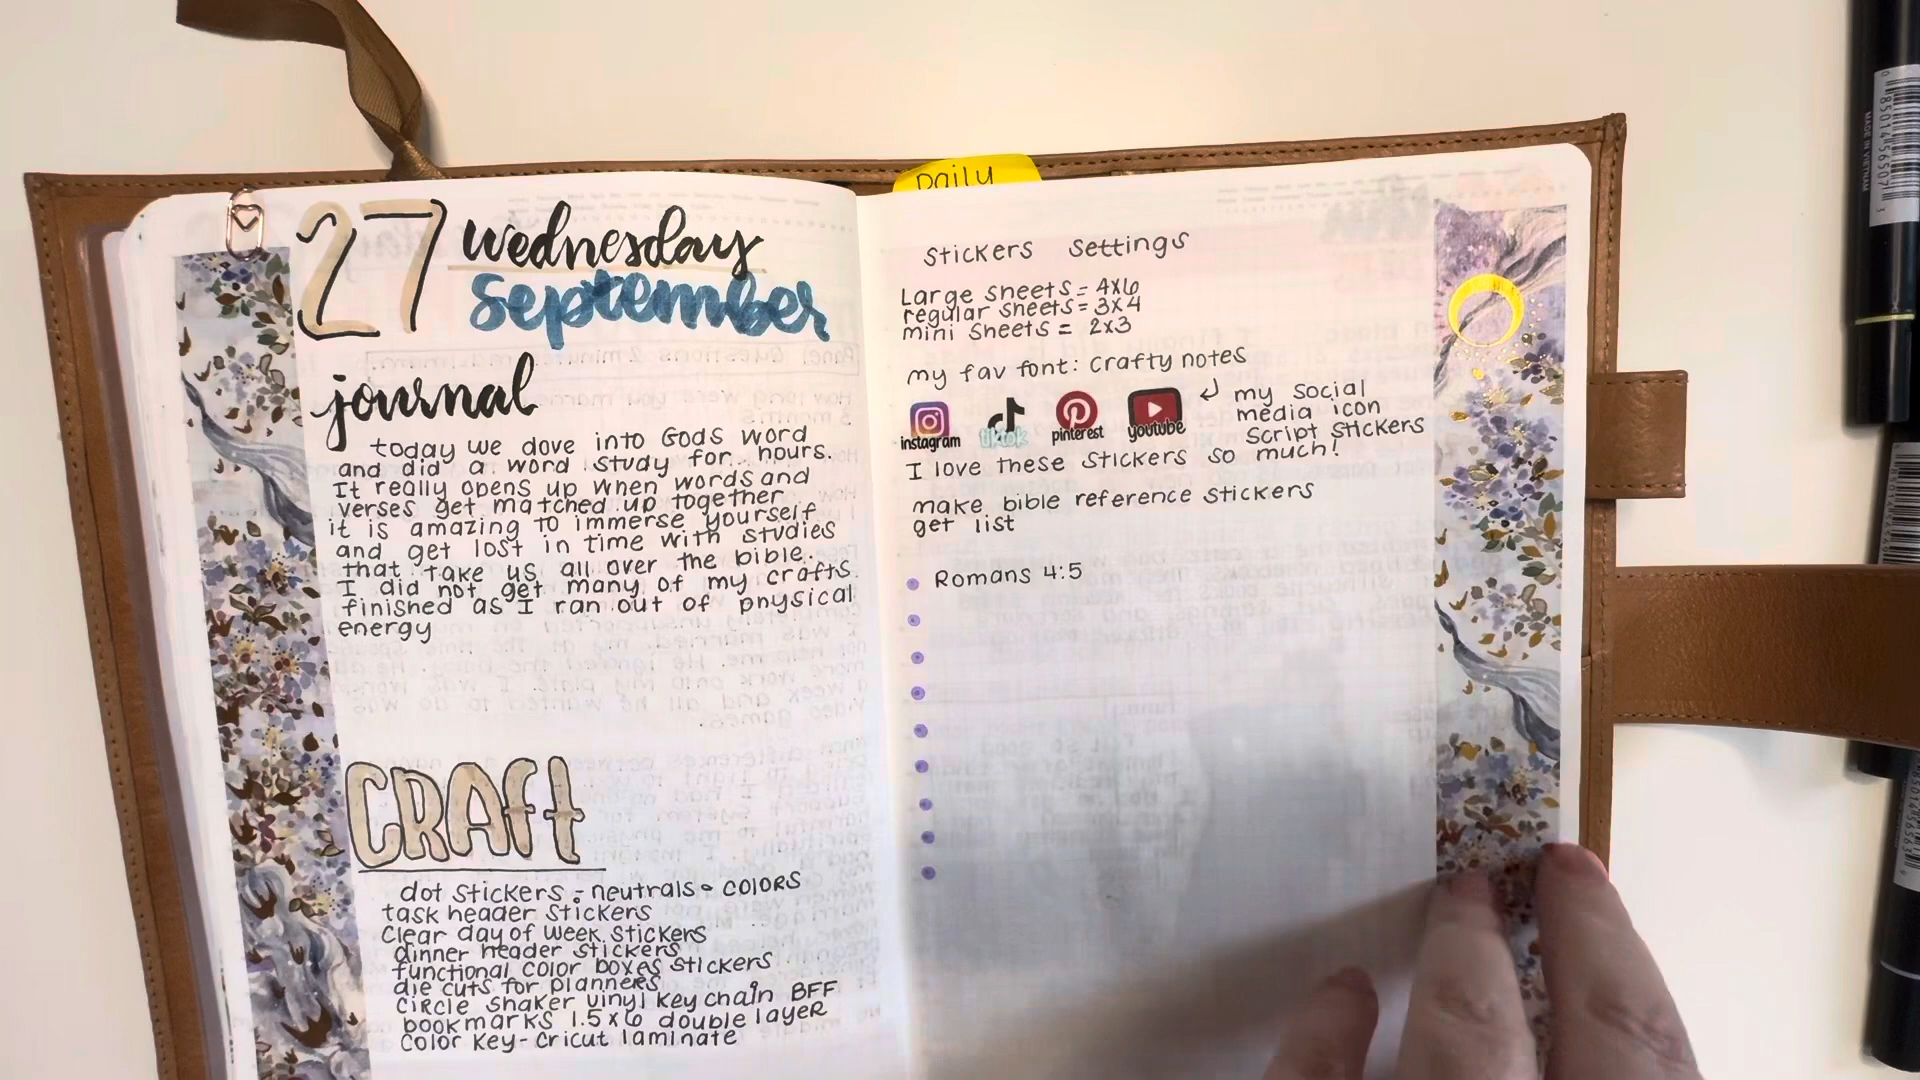 Daily
27 wednesday
September
journal
today we dove into Gods word
and did a word study for hours.
It really opens up when words and
verses get matched up together
it is amazing to immerse yourself
and get lost in time with studies
that take us all over the bible.
I did not get many of my crafts
finished as I ran out of physical
energy
CRAft
dot stickers - neutrals • COLORS
task header stickers
Clear day of week stickers
dinner header stickers
functional color boxes stickers
die cuts for planners
circle shaker vinyl key chain BFF
bookmarks 1.5x6 double layer
color key - cricut laminate
Stickers Settings
Large sheets = 4x6
regular sheets = 3x4
mini sheets = 2x3
my fav font: crafty notes
instagram tiktok pinterest youtube
my social
media icon
script stickers
I love these stickers so much!
make bible reference stickers
get list
Romans 4:5
MADE IN VIETNAM